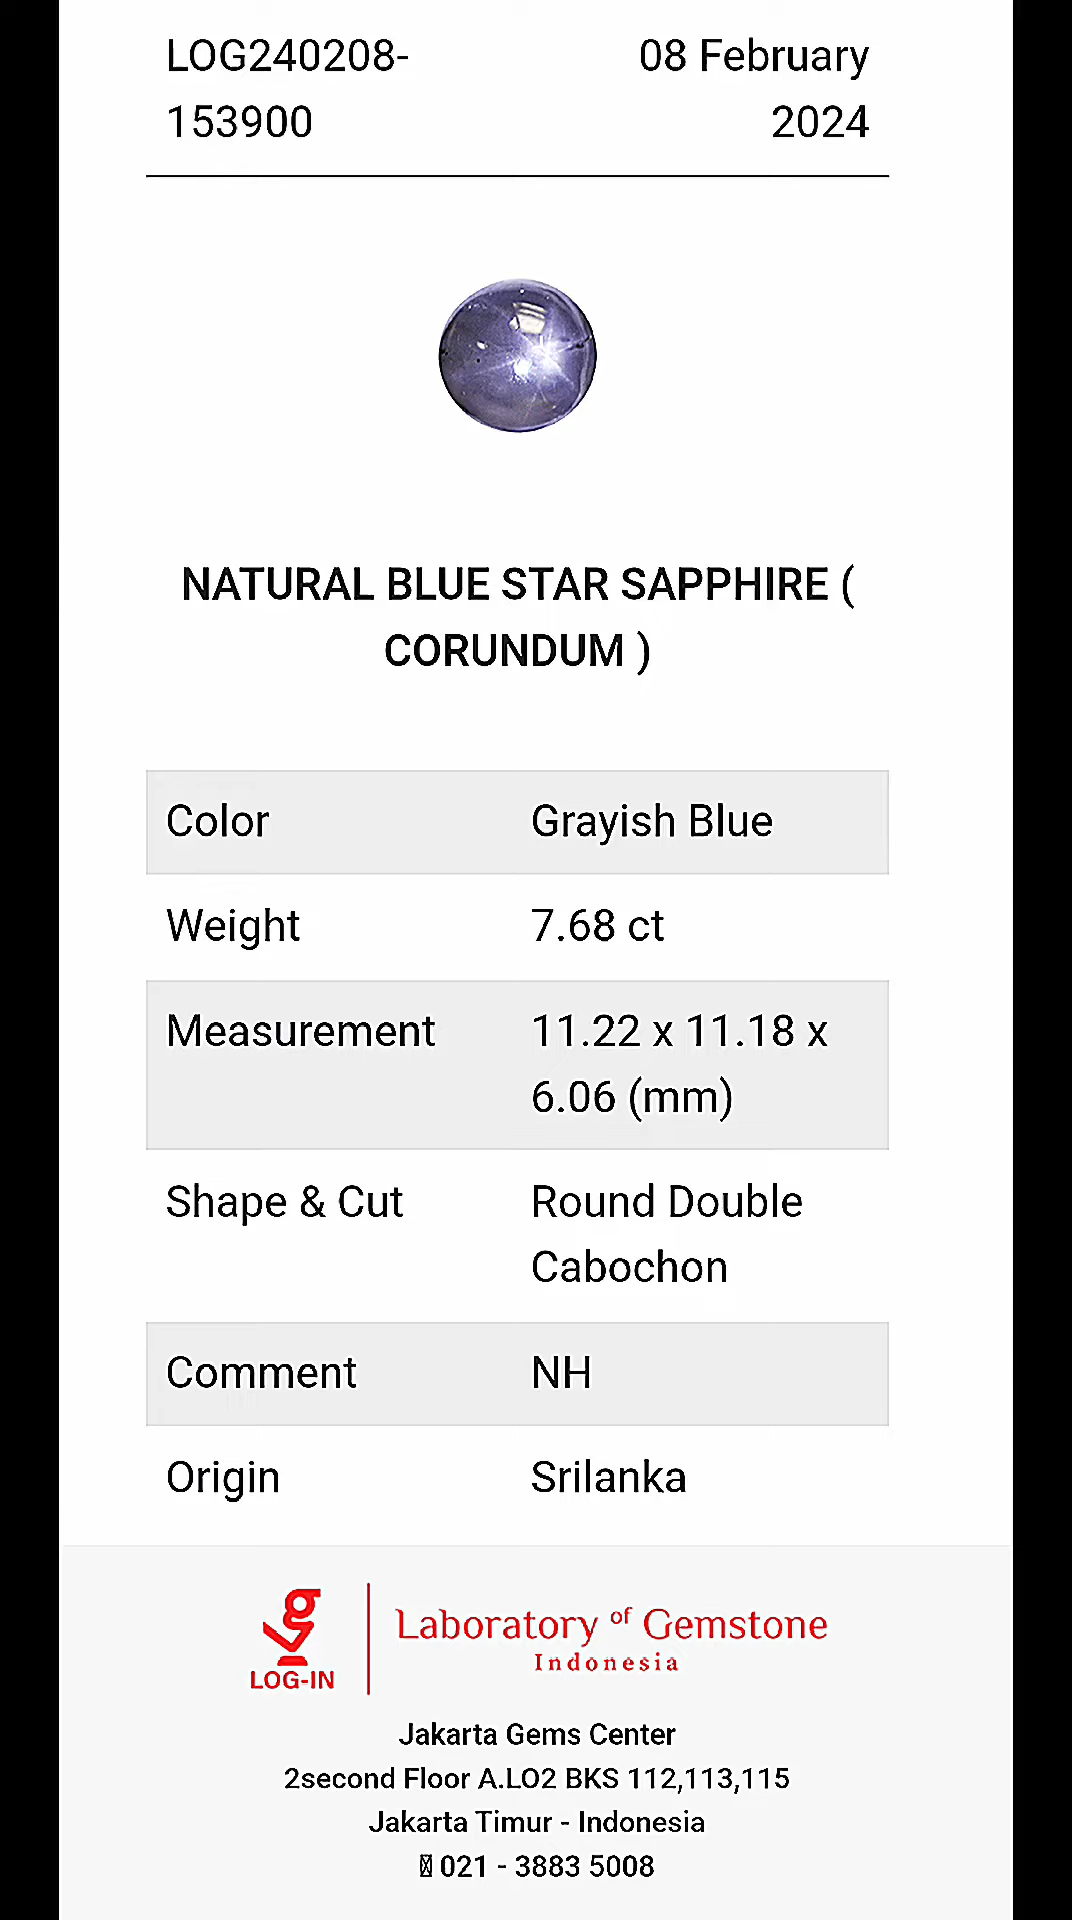 LOG240208-
153900
08 February
2024
NATURAL BLUE STAR SAPPHIRE (
CORUNDUM )
Color Grayish Blue
Weight 7.68 ct
Measurement 11.22 x 11.18 x
6.06 (mm)
Shape & Cut Round Double
Cabochon
Comment NH
Origin Srilanka
LOG-IN
Laboratory of Gemstone
Indonesia
Jakarta Gems Center
2second Floor A.LO2 BKS 112,113,115
Jakarta Timur - Indonesia
021 - 3883 5008